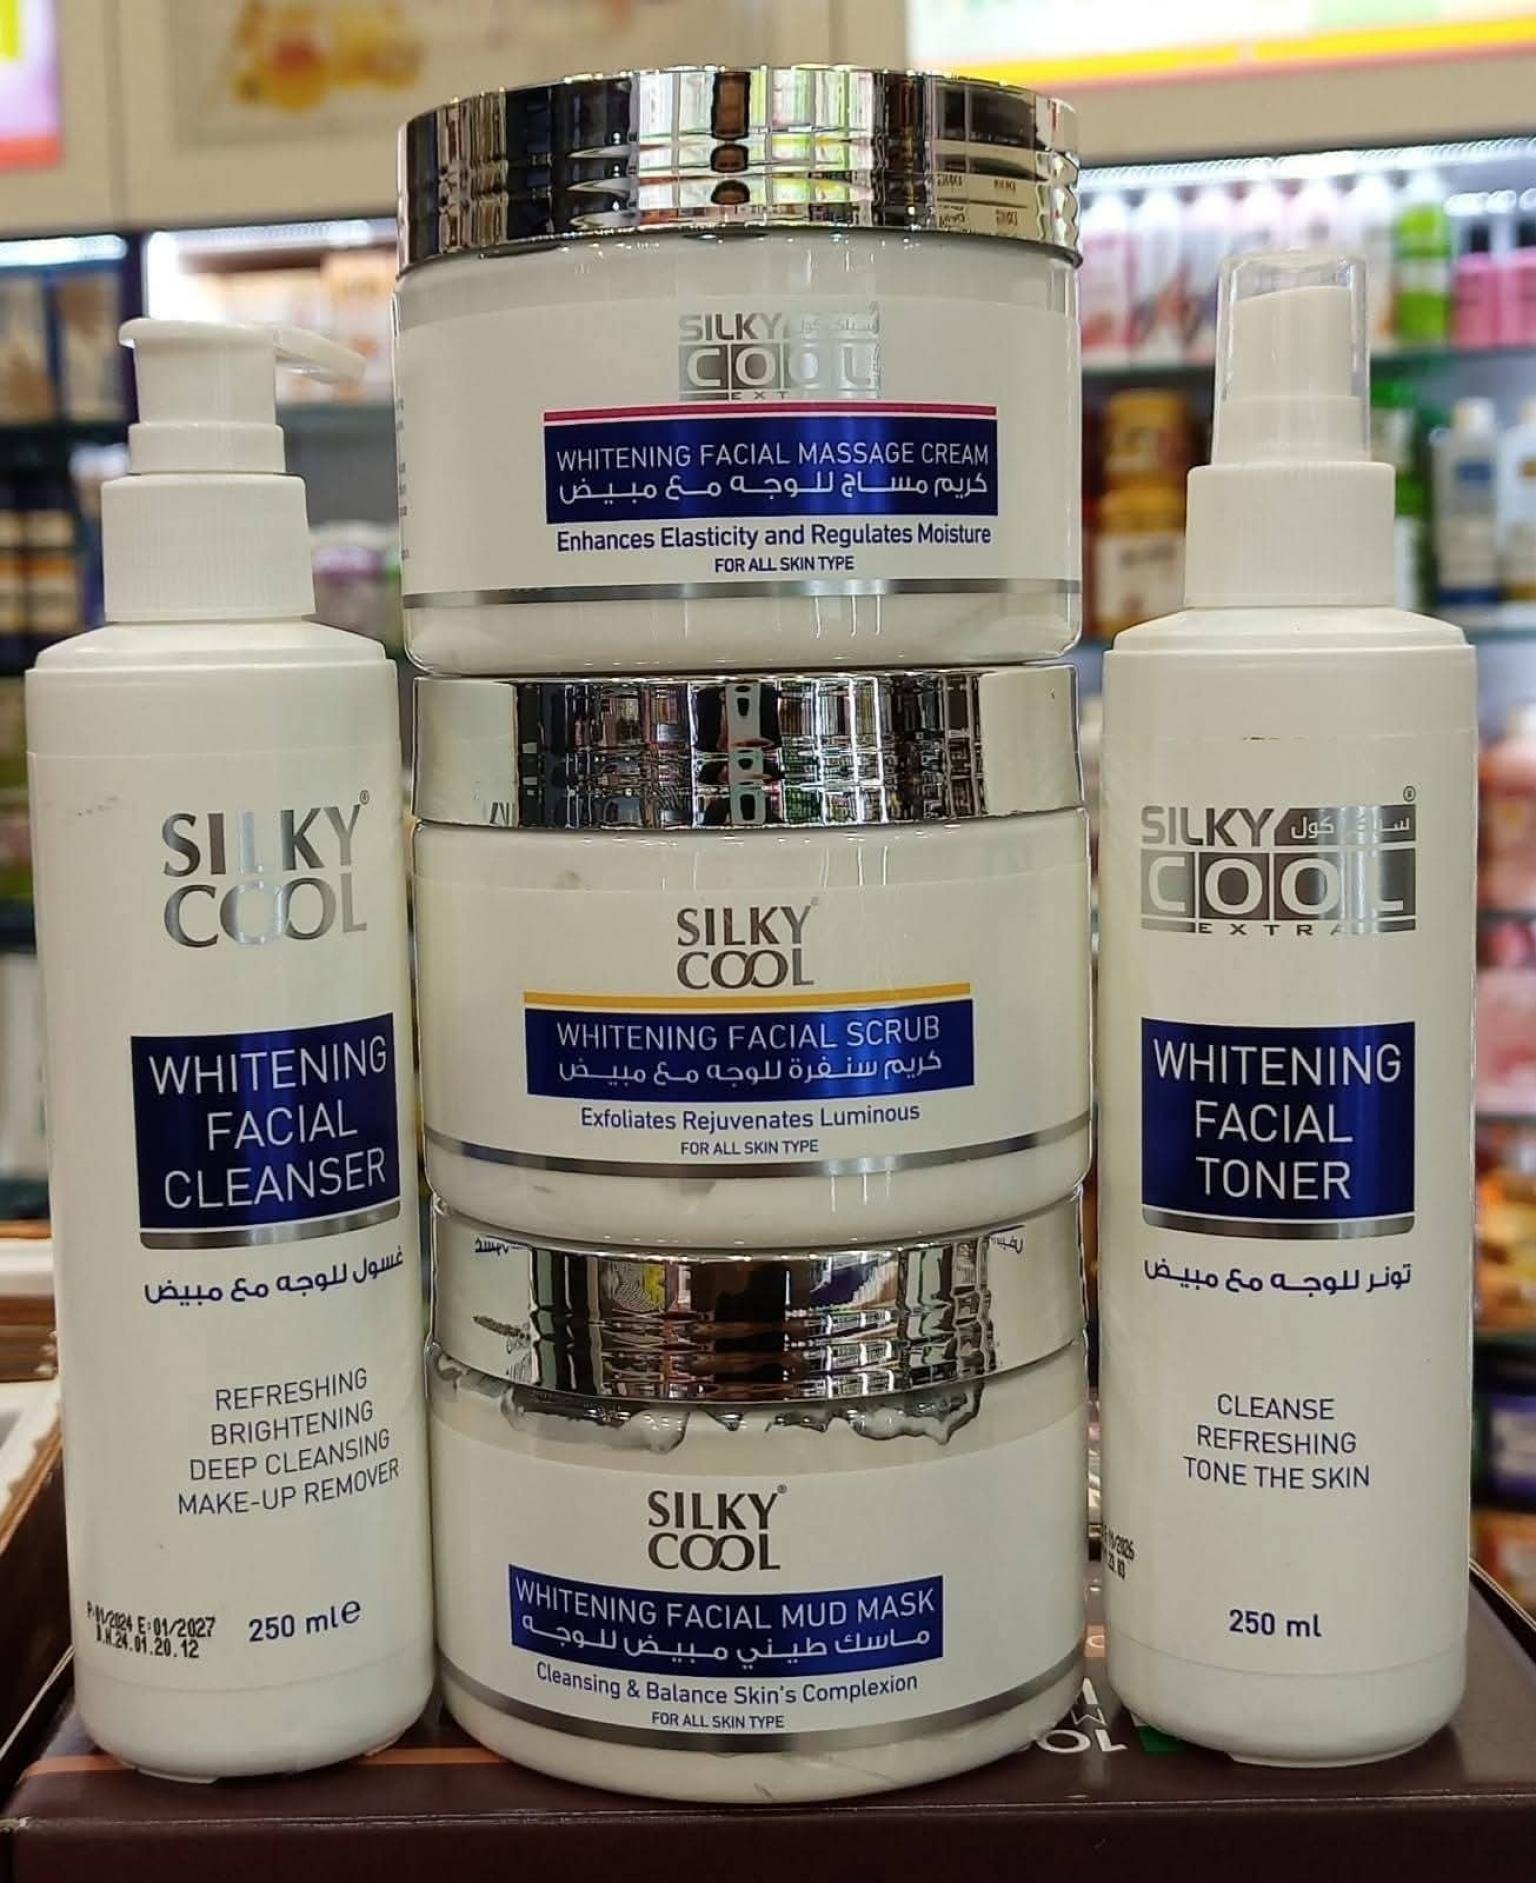 SILKY سيلكي كول
COOL
EXTRA
WHITENING FACIAL MASSAGE CREAM
كريم مساج للوجه مع مبيض
Enhances Elasticity and Regulates Moisture
FOR ALL SKIN TYPE
SILKY
COOL
WHITENING FACIAL SCRUB
كريم سنفرة للوجه مع مبيض
Exfoliates Rejuvenates Luminous
FOR ALL SKIN TYPE
SILKY®
COOL
WHITENING FACIAL MUD MASK
ماسك طيني مبيض للوجه
Cleansing & Balance Skin's Complexion
FOR ALL SKIN TYPE
SILKY®
COOL
WHITENING
FACIAL
CLEANSER
غسول للوجه مع مبيض
REFRESHING
BRIGHTENING
DEEP CLEANSING
MAKE-UP REMOVER
P:01/2024 E:01/2027
B.N.24.01.20.12
250 ml e
SILKY سيلكي كول®
COOL
EXTRA
WHITENING
FACIAL
TONER
تونر للوجه مع مبيض
CLEANSE
REFRESHING
TONE THE SKIN
250 ml